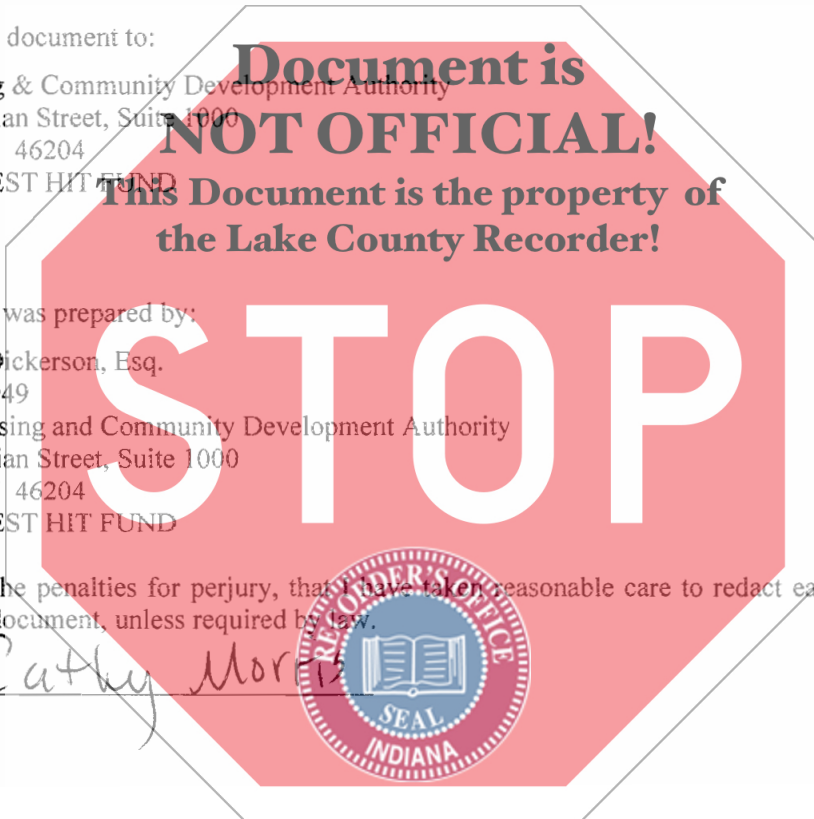 document to:
Document is
& Community Development Authority
an Street, Suite 1000
NOT OFFICIAL!
46204
EST HIT FUND
This Document is the property of
the Lake County Recorder!
was prepared by:
ickerson, Esq.
49
STOP
sing and Community Development Authority
ian Street, Suite 1000
46204
EST HIT FUND
he penalties for perjury, that I have taken reasonable care to redact ea
ocument, unless required by law.
Cathy Morris
RECORDER'S OFFICE
SEAL
INDIANA